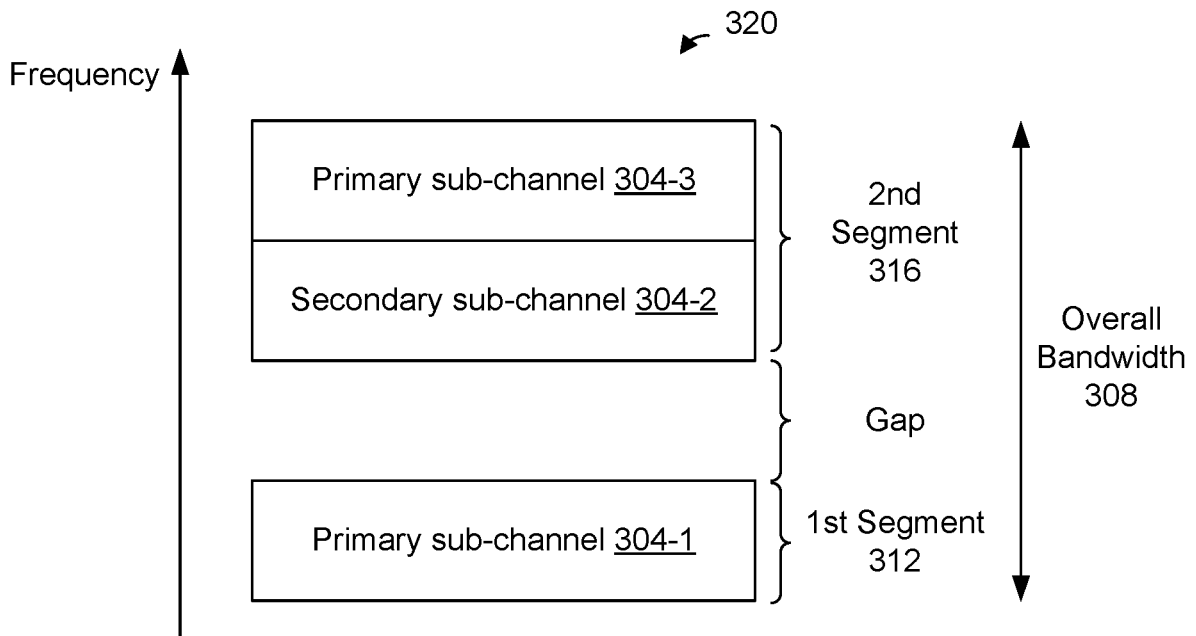 320
Frequency
Primary sub-channel 304-3
Secondary sub-channel 304-2
2nd
Segment
316
Overall
Bandwidth
308
Gap
Primary sub-channel 304-1
1st Segment
312